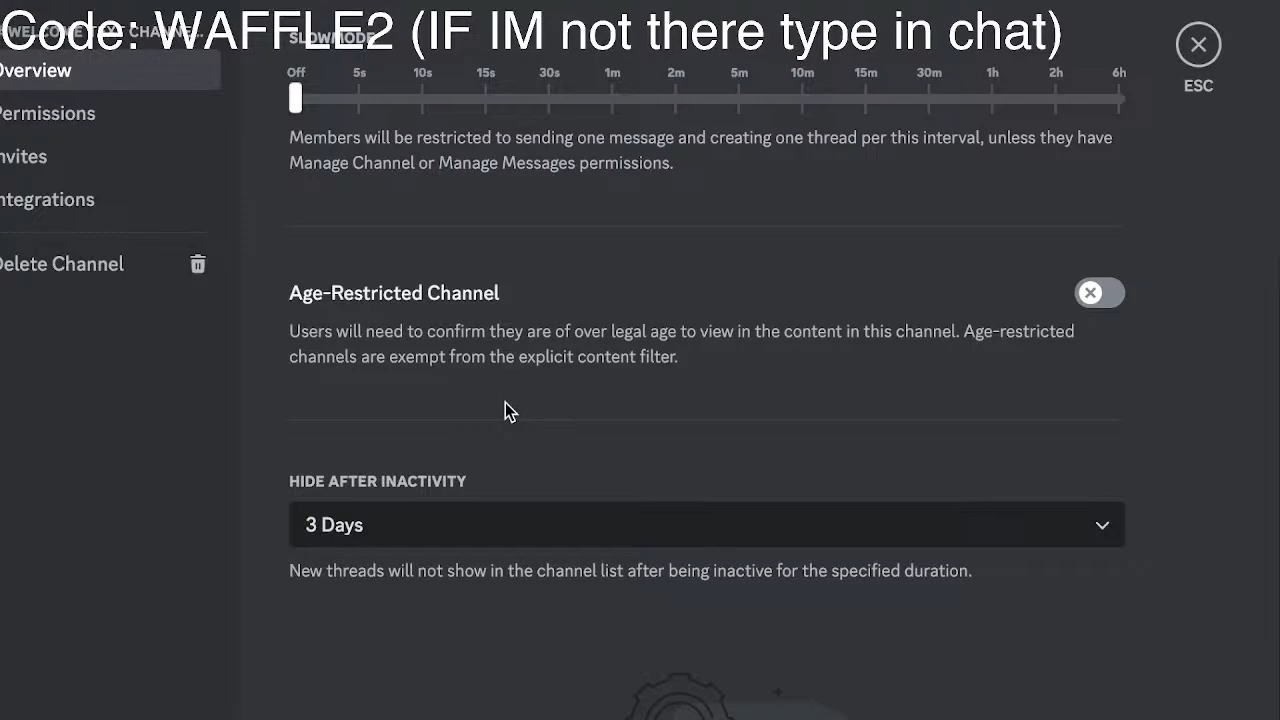 Code: WAFFLE2 (IF IM not there type in chat)
WELCOME TEXT CHANNE...
SLOWMODE
Overview
Permissions
Invites
Integrations
Delete Channel
Off 5s 10s 15s 30s 1m 2m 5m 10m 15m 30m 1h 2h 6h
ESC
Members will be restricted to sending one message and creating one thread per this interval, unless they have
Manage Channel or Manage Messages permissions.
Age-Restricted Channel
Users will need to confirm they are of over legal age to view in the content in this channel. Age-restricted
channels are exempt from the explicit content filter.
HIDE AFTER INACTIVITY
3 Days
New threads will not show in the channel list after being inactive for the specified duration.